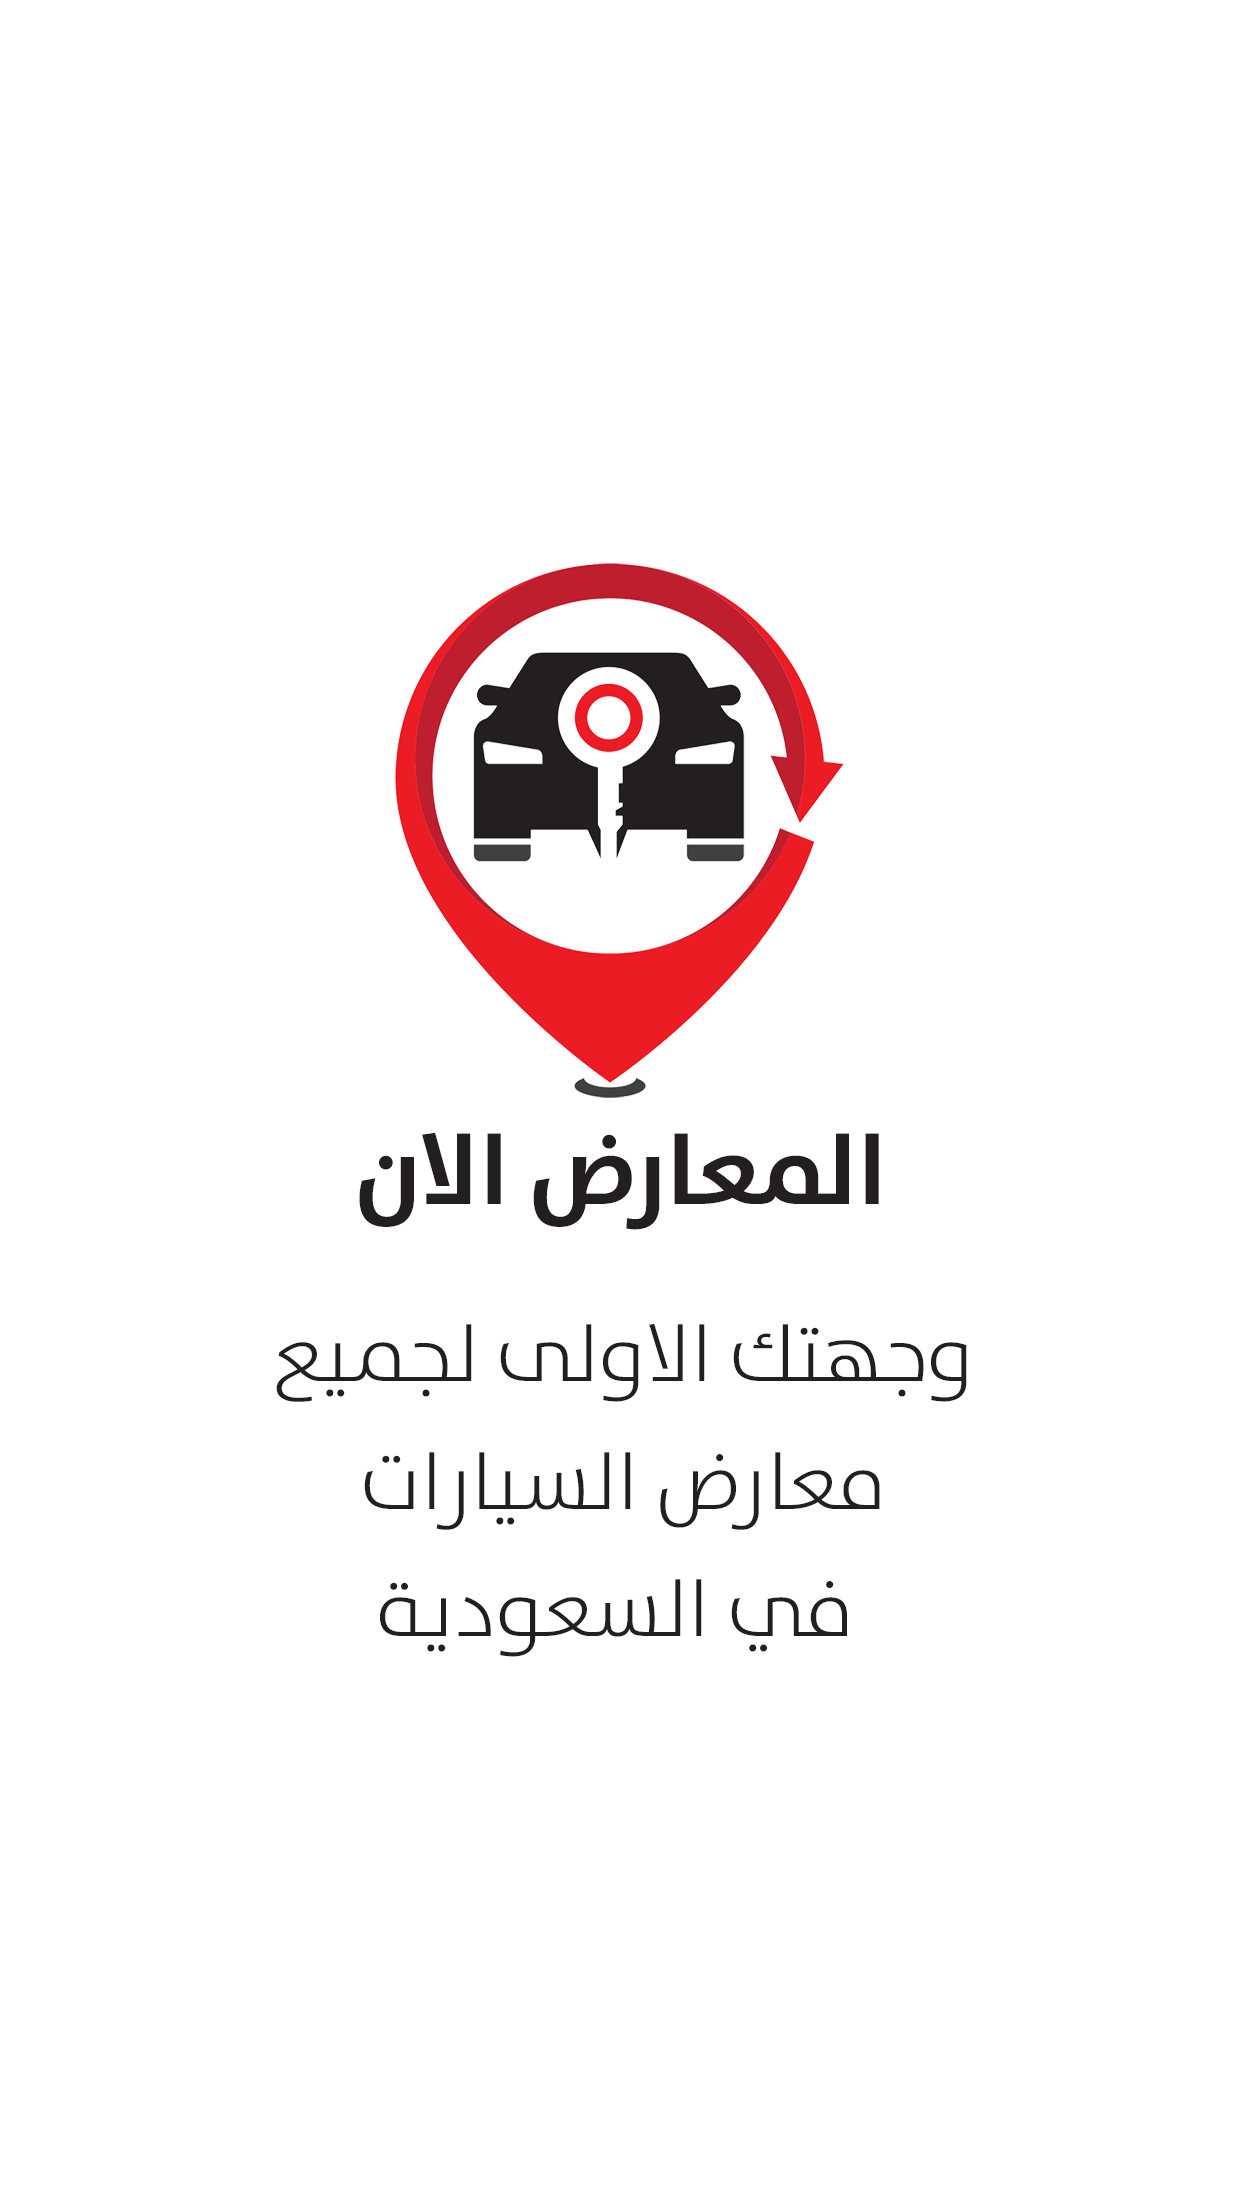 المعارض الان
وجهتك الاولى لجميع
معارض السيارات
في السعودية